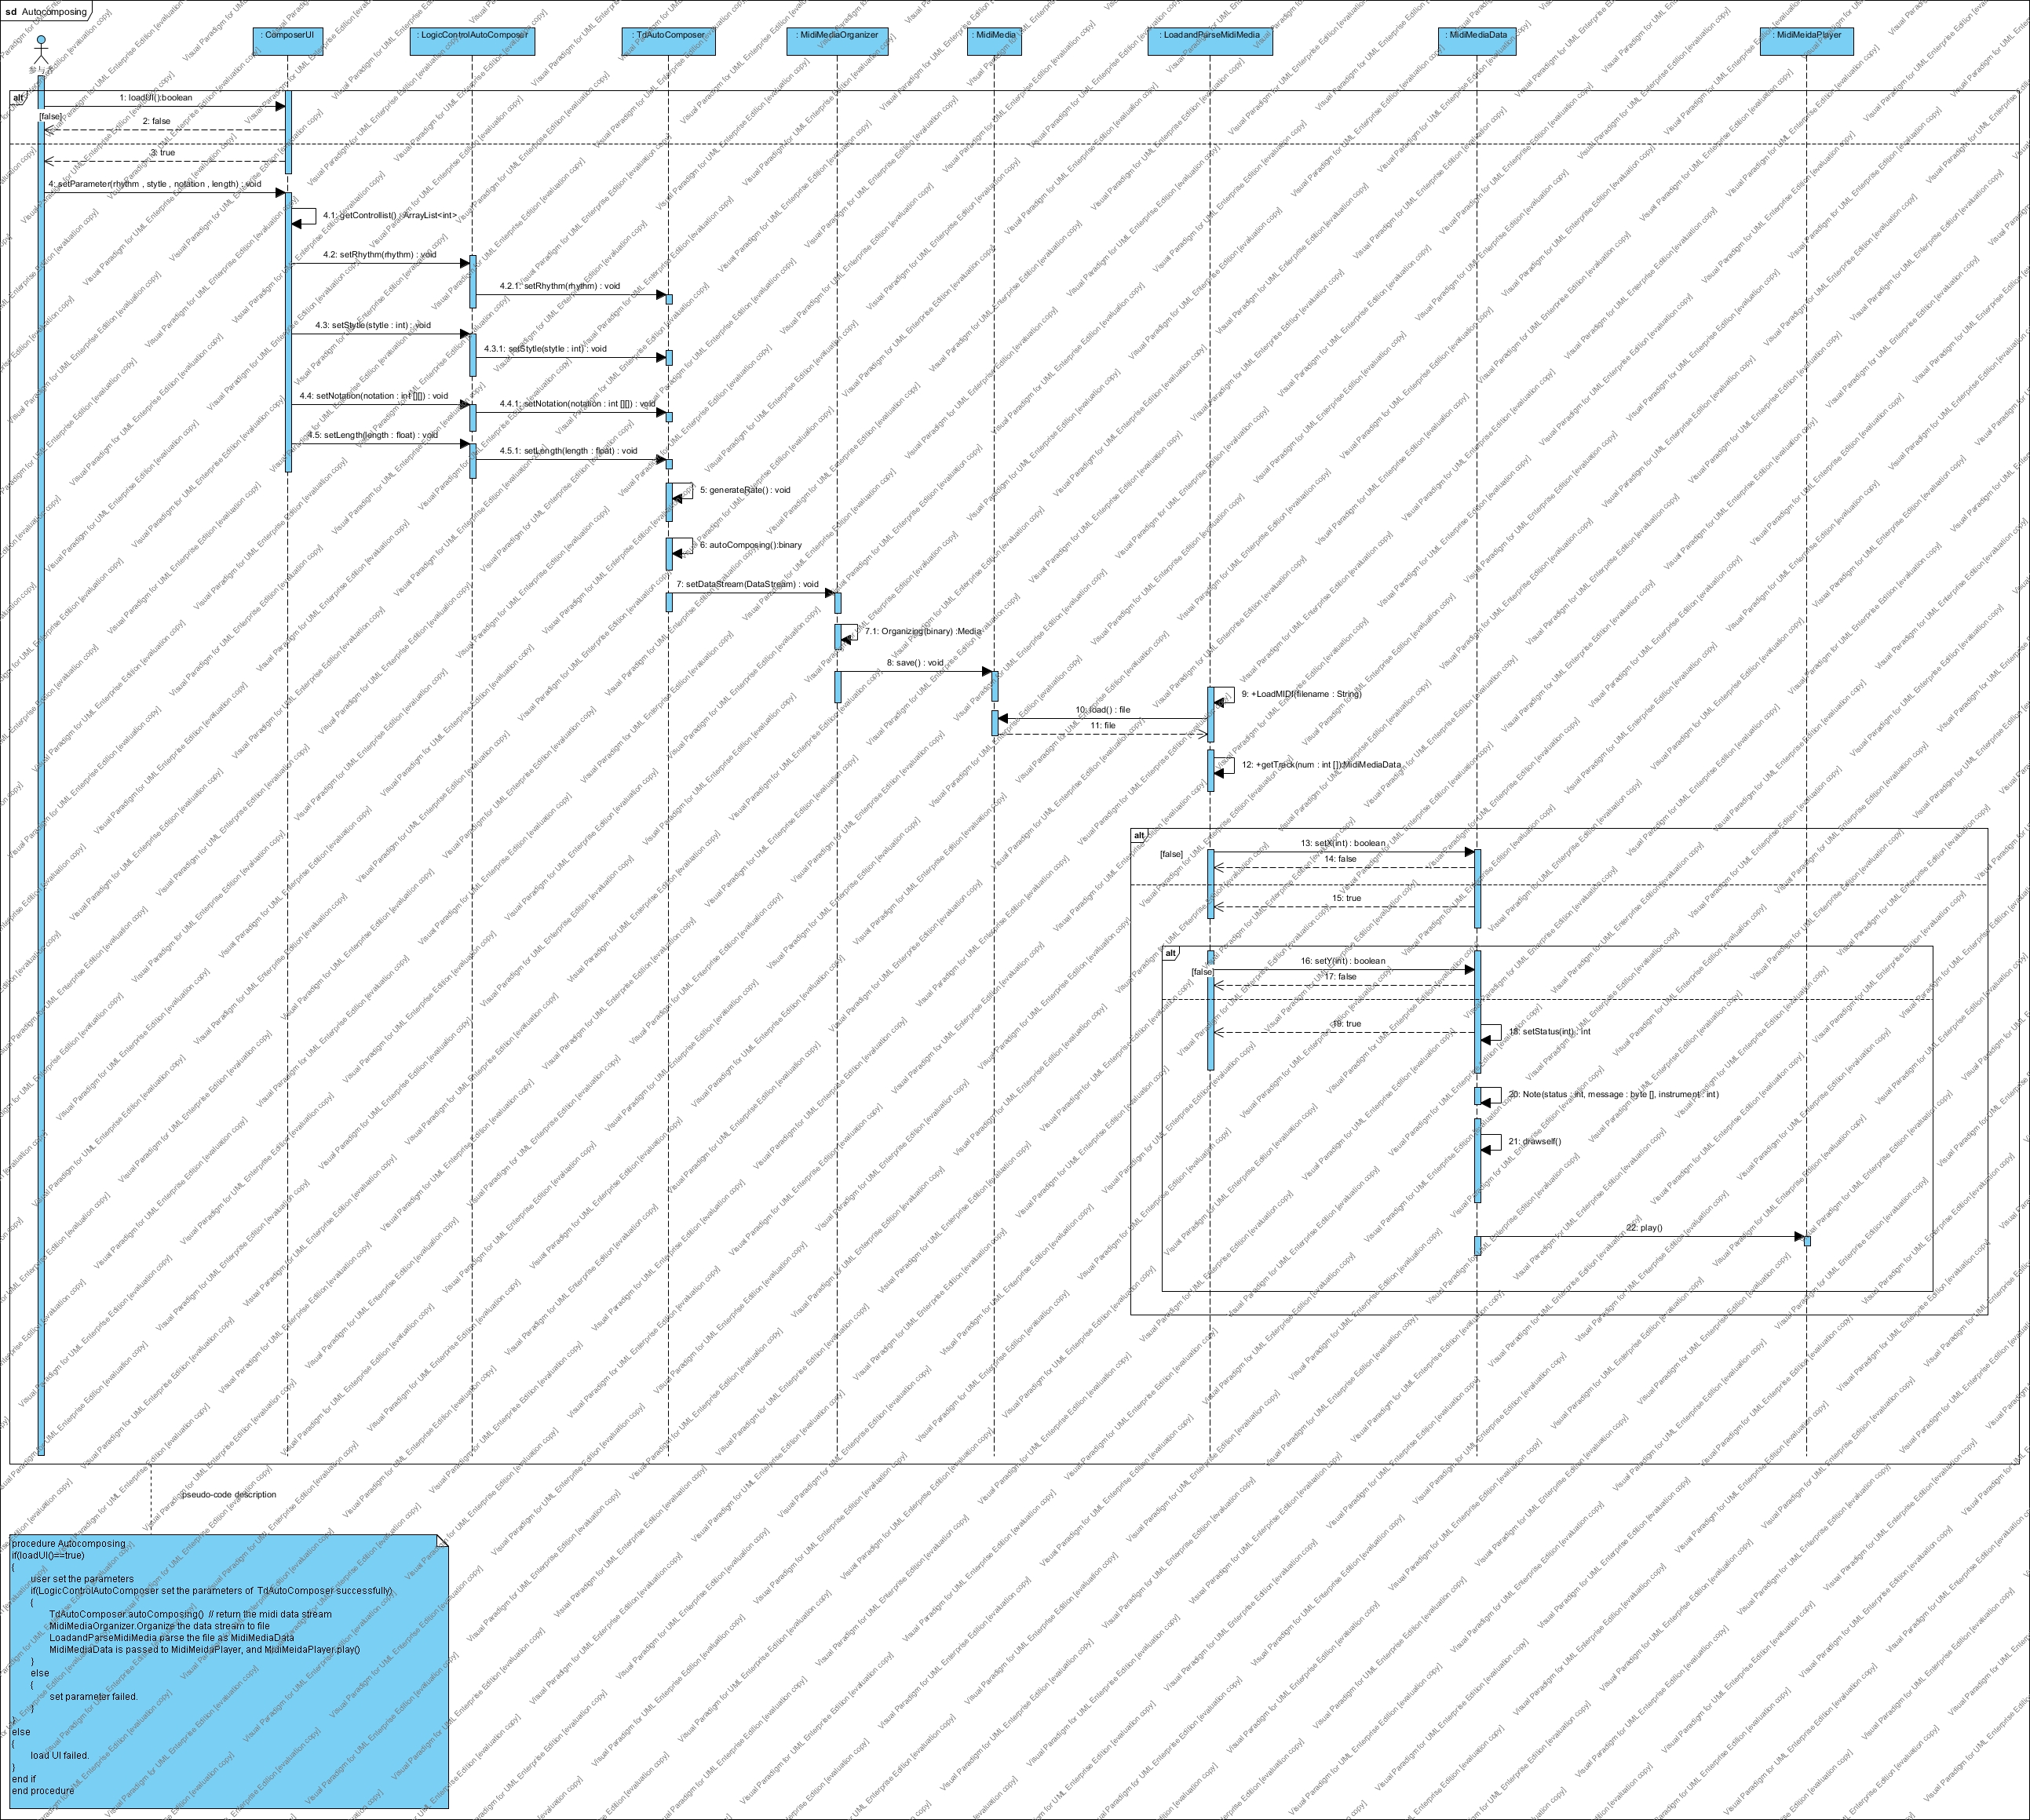 sd Autocomposing
: ComposerUI
: LogicControlAutoComposer
: TdAutoComposer
: MidiMediaOrganizer
: MidiMedia
: LoadandParseMidiMedia
: MidiMediaData
: MidiMeidaPlayer
alt
1: loadUI():boolean
[false]
2: false
3: true
4: setParameter(rhythm , stytle , notation , length) : void
4.1: getControllist() : ArrayList<int>
4.2: setRhythm(rhythm) : void
4.2.1: setRhythm(rhythm) : void
4.3: setStytle(stytle : int) : void
4.3.1: setStytle(stytle : int) : void
4.4: setNotation(notation : int [][]) : void
4.4.1: setNotation(notation : int [][]) : void
4.5: setLength(length : float) : void
4.5.1: setLength(length : float) : void
5: generateRate() : void
6: autoComposing():binary
7: setDataStream(DataStream) : void
7.1: Organizing(binary) :Media
8: save() : void
9: +LoadMIDI(filename : String)
10: load() : file
11: file
12: +getTrack(num : int []):MidiMediaData
alt
13: setX(int) : boolean
[false]
14: false
15: true
alt
16: setY(int) : boolean
[false]
17: false
19: true
18: setStatus(int) : int
20: Note(status : int, message : byte [], instrument : int)
21: drawself()
22: play()
pseudo-code description
procedure Autocomposing
if(loadUI()==true)
{
user set the parameters
if(LogicControlAutoComposer set the parameters of TdAutoComposer successfully)
{
TdAutoComposer.autoComposing() // return the midi data stream
MidiMediaOrganizer.Organize the data stream to file
LoadandParseMidiMedia parse the file as MidiMediaData
MidiMediaData is passed to MidiMeidaPlayer, and MidiMeidaPlayer.play()
}
else
{
set parameter failed.
}
}
else
{
load UI failed.
}
end if
end procedure
Visual Paradigm for UML Enterprise Edition [evaluation copy]